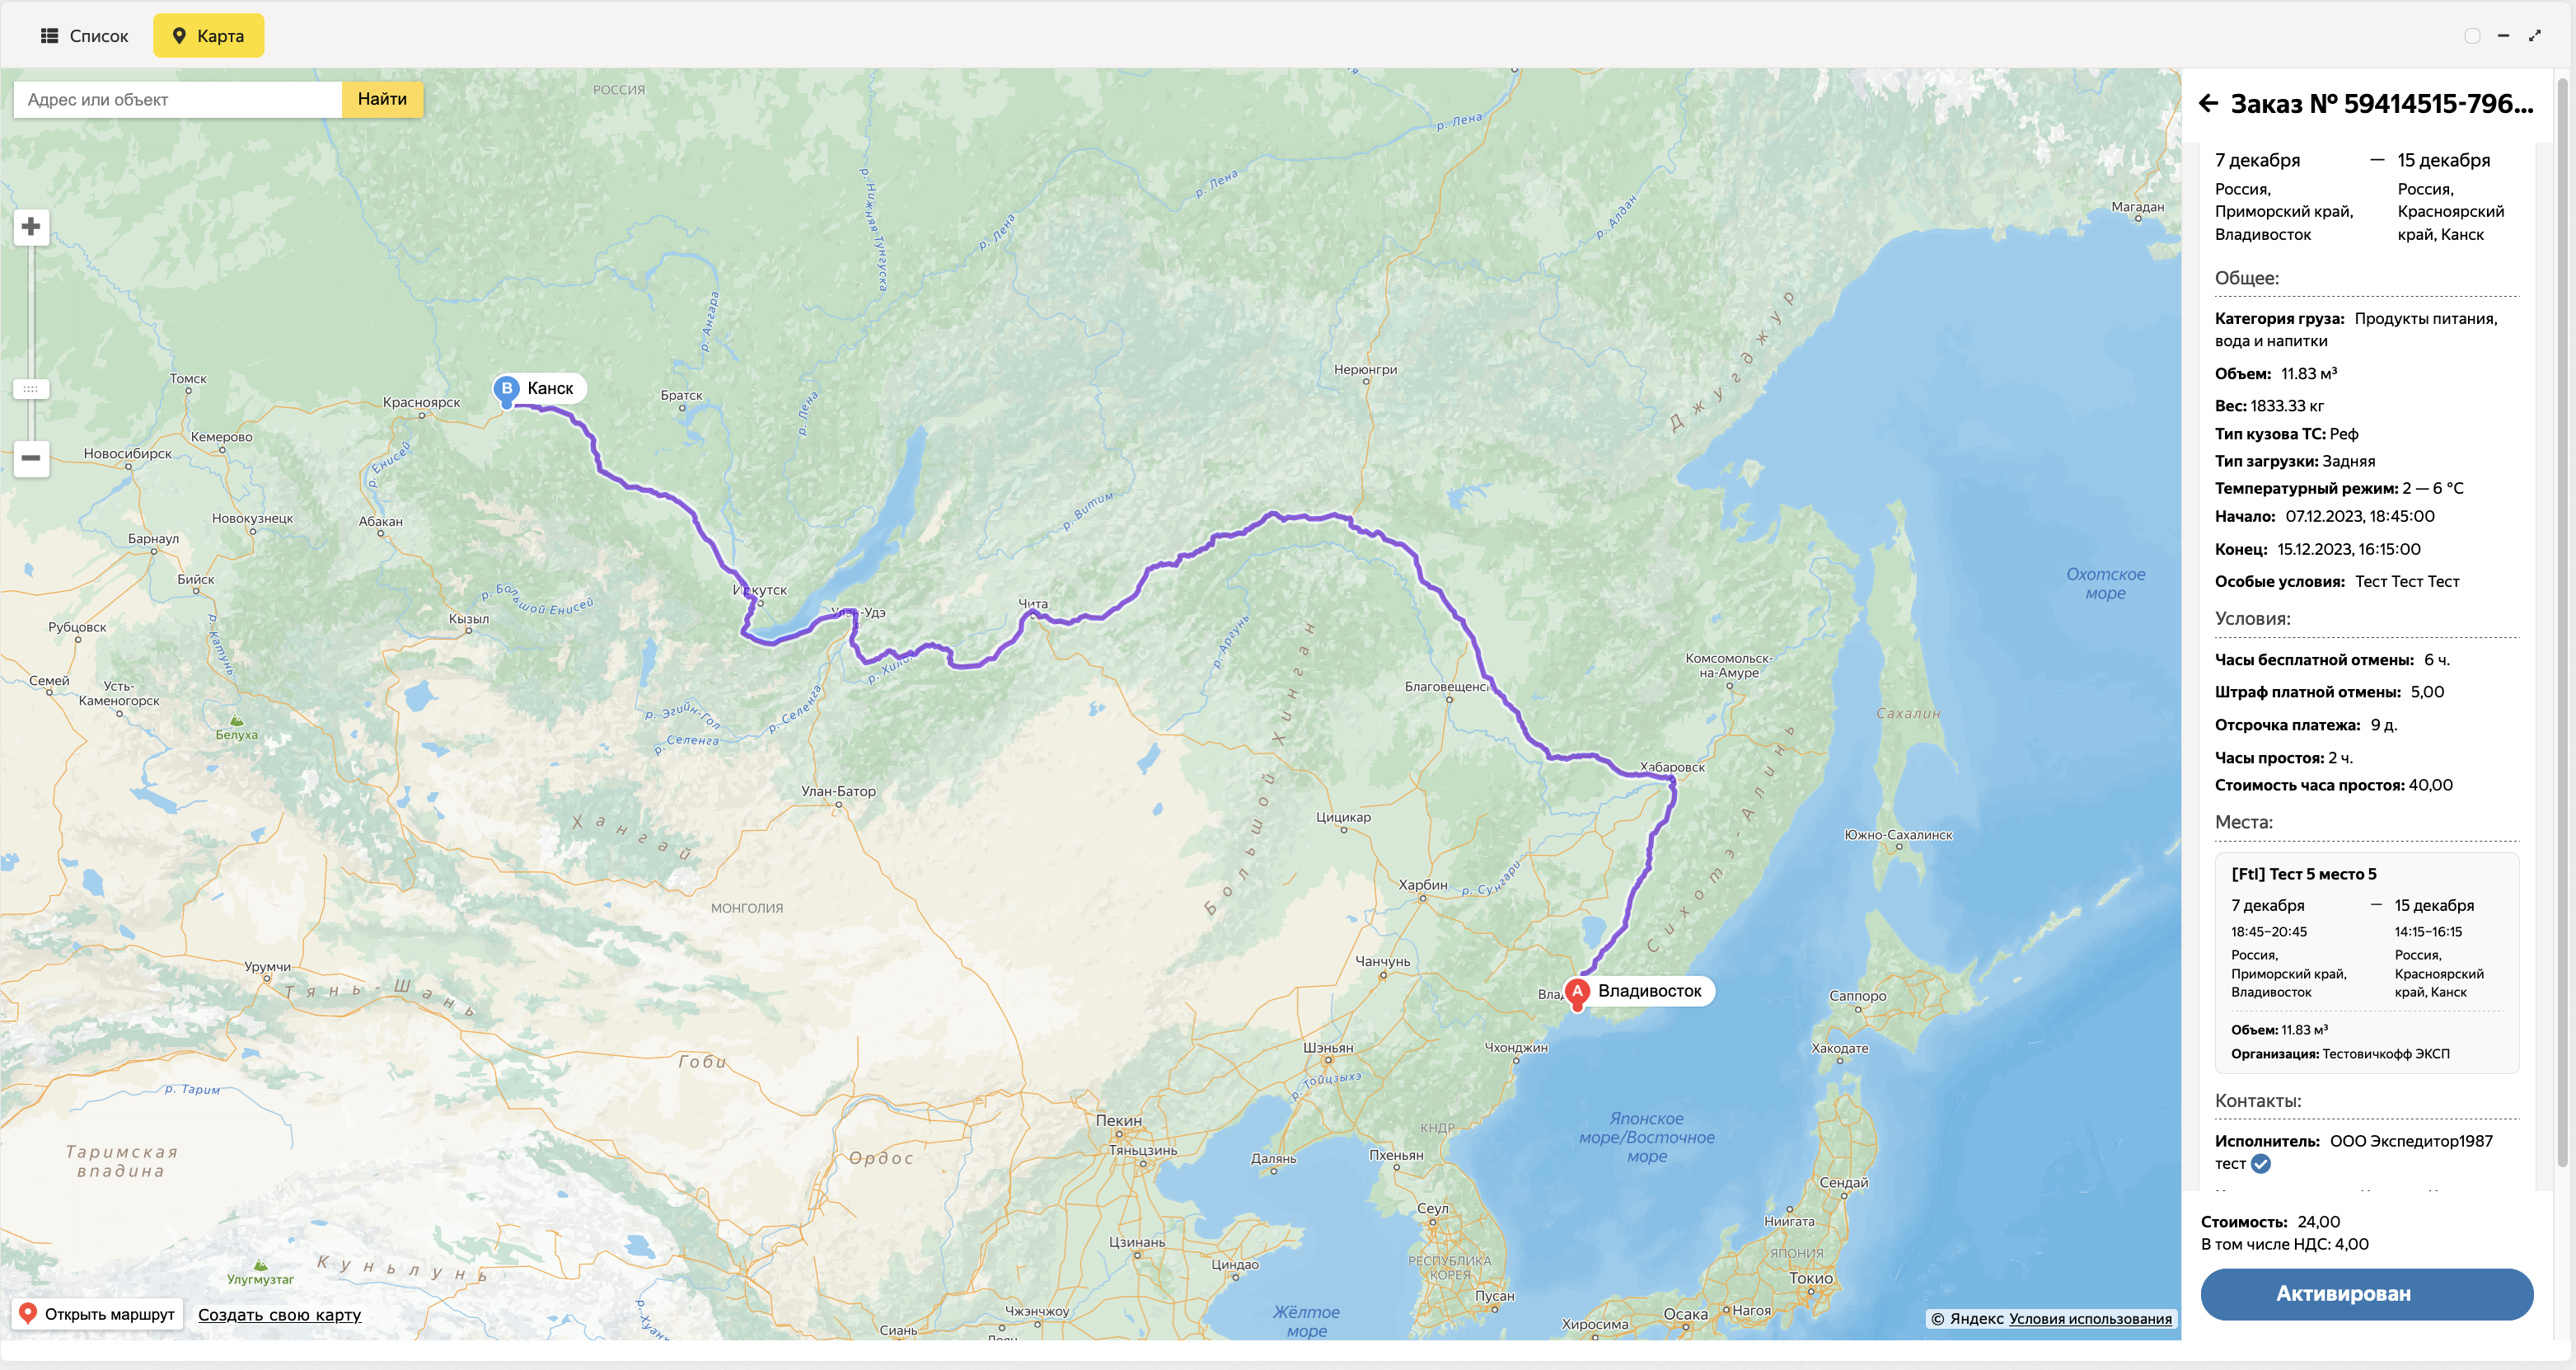 Список
Карта
Адрес или объект
Найти
РОССИЯ
р. Лена
р. Нижняя Тунгуска
р. Лена
р. Лена
р. Алдан
Магадан
р. Ангара
Джугджур
Нерюнгри
Томск
B Канск
Братск
Красноярск
р. Лена
Кемерово
Новосибирск
р. Енисей
р. Витим
Новокузнецк
Абакан
Барнаул
Охотское
море
Бийск
Иркутск
р. Большой Енисей
Чита
Улан-Удэ
Кызыл
Рубцовск
р. Катунь
р. Аргунь
р. Хилок
Комсомольск-
на-Амуре
Семей
Усть-
Каменогорск
Благовещенск
р. Эгийн-Гол
р. Селенга
р. Селенга
Сахалин
Белуха
Хабаровск
Улан-Батор
Большой Хинган
Сихотэ-Алинь
Хангай
Цицикар
Южно-Сахалинск
Харбин
р. Сунгари
МОНГОЛИЯ
Чанчунь
Урумчи
Тянь-Шань
Влад
A Владивосток
Саппоро
Шэньян
Чхонджин
Хакодате
Гоби
р. Тойцзыхэ
р. Тарим
Пекин
Тяньцзинь
Японское
море/Восточное
море
КНДР
Таримская
впадина
Ордос
Далянь
Пхеньян
Сендай
Сеул
Ниигата
Цзинань
РЕСПУБЛИКА
КОРЕЯ
ЯПОНИЯ
Циндао
Куньлунь
Улугмузтаг
Токио
Пусан
Чжэнчжоу
Жёлтое
море
Осака
Нагоя
Хиросима
Сиань
р. Хуанхэ
Открыть маршрут
Создать свою карту
© Яндекс Условия использования
Заказ № 59414515-796...
7 декабря — 15 декабря
Россия, Россия,
Приморский край, Красноярский
Владивосток край, Канск
Общее:
Категория груза: Продукты питания,
вода и напитки
Объем: 11.83 м³
Вес: 1833.33 кг
Тип кузова ТС: Реф
Тип загрузки: Задняя
Температурный режим: 2 — 6 °C
Начало: 07.12.2023, 18:45:00
Конец: 15.12.2023, 16:15:00
Особые условия: Тест Тест Тест
Условия:
Часы бесплатной отмены: 6 ч.
Штраф платной отмены: 5,00
Отсрочка платежа: 9 д.
Часы простоя: 2 ч.
Стоимость часа простоя: 40,00
Места:
[Ftl] Тест 5 место 5
7 декабря — 15 декабря
18:45–20:45 14:15–16:15
Россия, Россия,
Приморский край, Красноярский
Владивосток край, Канск
Объем: 11.83 м³
Организация: Тестовичкофф ЭКСП
Контакты:
Исполнитель: ООО Экспедитор1987
тест
Стоимость: 24,00
В том числе НДС: 4,00
Активирован